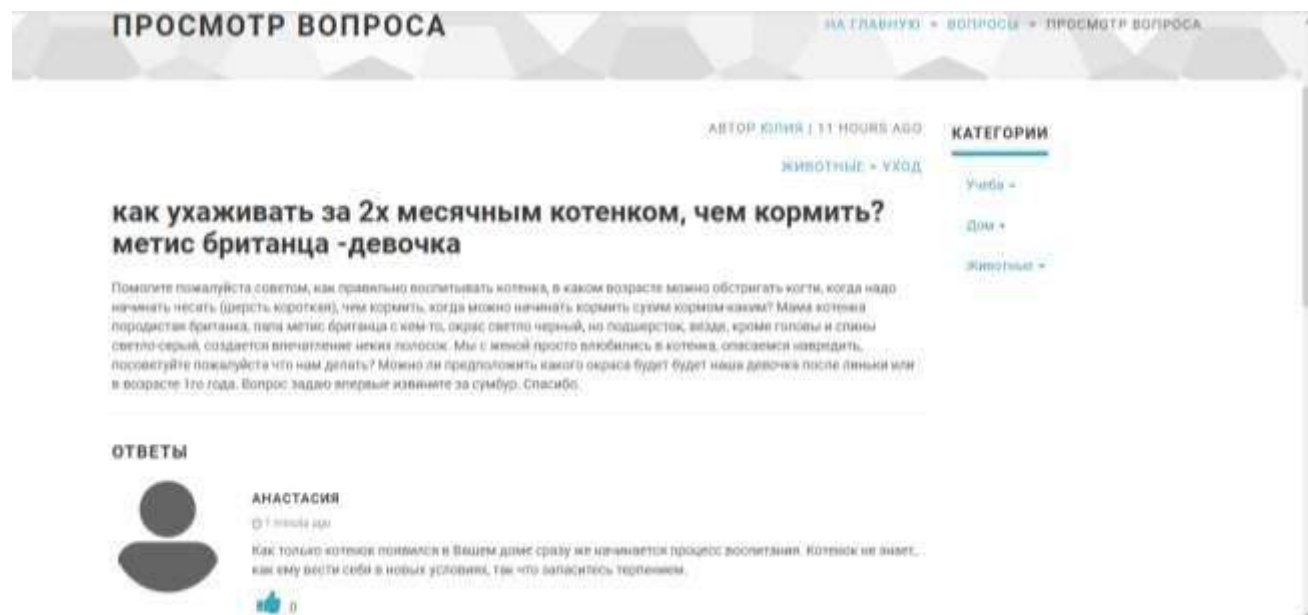 ПРОСМОТР ВОПРОСА
НА ГЛАВНУЮ » ВОПРОСЫ » ПРОСМОТР ВОПРОСА
АВТОР ЮЛИЯ | 11 HOURS AGO
ЖИВОТНЫЕ » УХОД
как ухаживать за 2х месячным котенком, чем кормить?
метис британца -девочка
Помогите пожалуйста советом, как правильно воспитывать котенка, в каком возрасте можно обстригать когти, когда надо
начинать чесать (шерсть короткая), чем кормить, когда можно начинать кормить сухим кормом-каким? Мама котенка
породистая британка, папа метис британца с кем то, окрас светло черный, но подшерсток, везде, кроме головы и спины
светло-серый, создается впечатление неких полосок. Мы с женой просто влюбились в котенка, опасаемся навредить,
посоветуйте пожалуйста что нам делать? Можно ли предположить какого окраса будет будет наша девочка после линьки или
в возрасте 1го года. Вопрос задаю впервые извините за сумбур. Спасибо.
ОТВЕТЫ
АНАСТАСИЯ
1 minute ago
Как только котенок появился в Вашем доме сразу же начинается процесс воспитания. Котенок не знает,
как ему вести себя в новых условиях, так что запаситесь терпением.
0
КАТЕГОРИИ
Учеба +
Дом +
Животные +